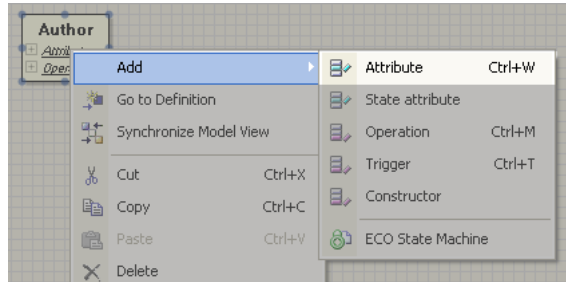 Author
Add
Go to Definition
Synchronize Model View
Cut Ctrl+X
Copy Ctrl+C
Paste Ctrl+V
Delete
Attribute Ctrl+W
State attribute
Operation Ctrl+M
Trigger Ctrl+T
Constructor
ECO State Machine